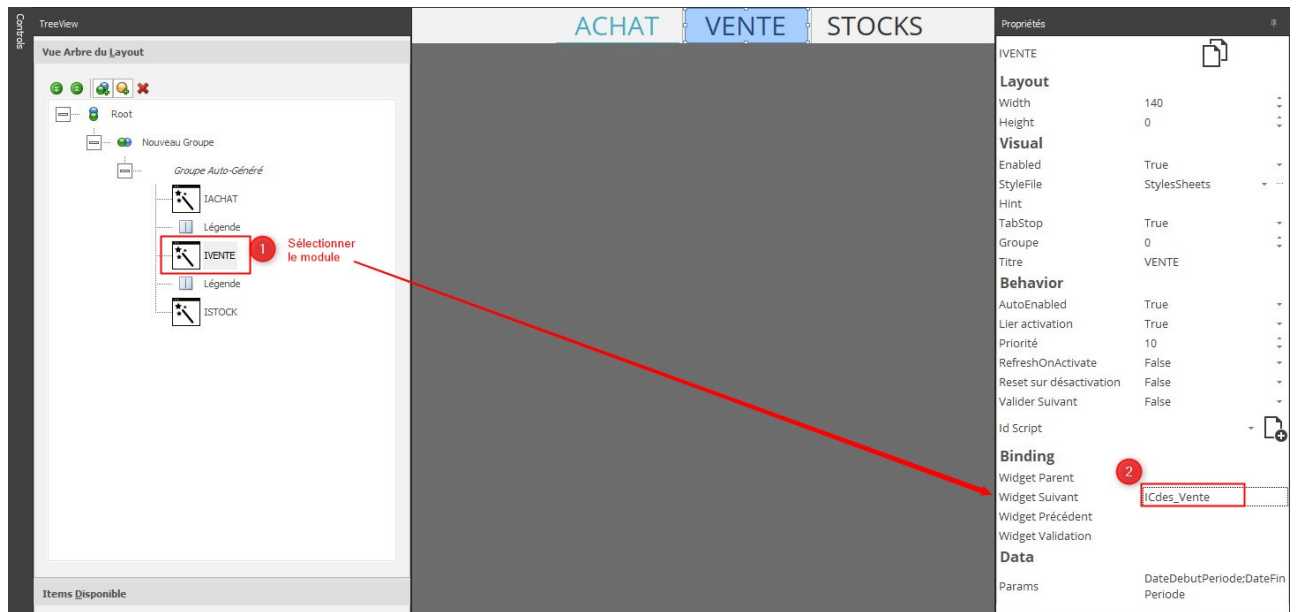 Controls
TreeView
Vue Arbre du Layout
Root
Nouveau Groupe
Groupe Auto-Généré
IACHAT
Légende
IVENTE
1
Sélectionner
le module
Légende
ISTOCK
Items Disponible
ACHAT VENTE STOCKS
Propriétés
IVENTE
Layout
Width 140
Height 0
Visual
Enabled True
StyleFile StylesSheets
Hint
TabStop True
Groupe 0
Titre VENTE
Behavior
AutoEnabled True
Lier activation True
Priorité 10
RefreshOnActivate False
Reset sur désactivation False
Valider Suivant False
Id Script
Binding
Widget Parent
2
Widget Suivant ICdes_Vente
Widget Précédent
Widget Validation
Data
Params DateDebutPeriode;DateFin
Periode